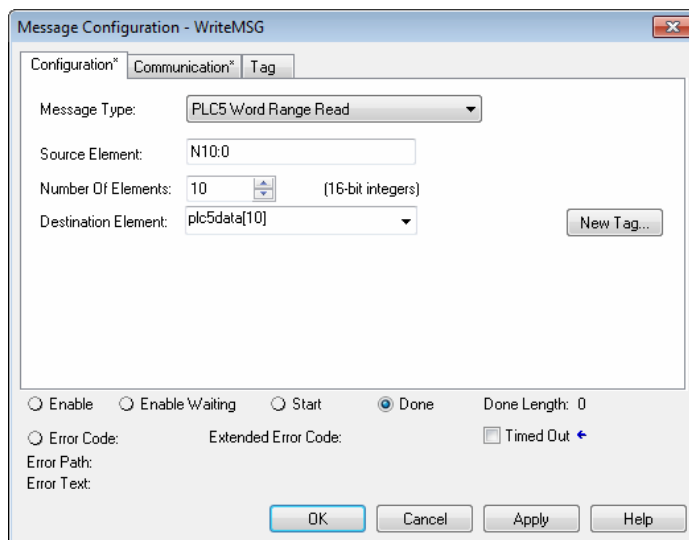 Message Configuration - WriteMSG
Configuration* Communication* Tag
Message Type: PLC5 Word Range Read
Source Element: N10:0
Number Of Elements: 10 (16-bit integers)
Destination Element: plc5data[10] New Tag...
Enable Enable Waiting Start Done Done Length: 0
Error Code: Extended Error Code: Timed Out
Error Path:
Error Text:
OK Cancel Apply Help